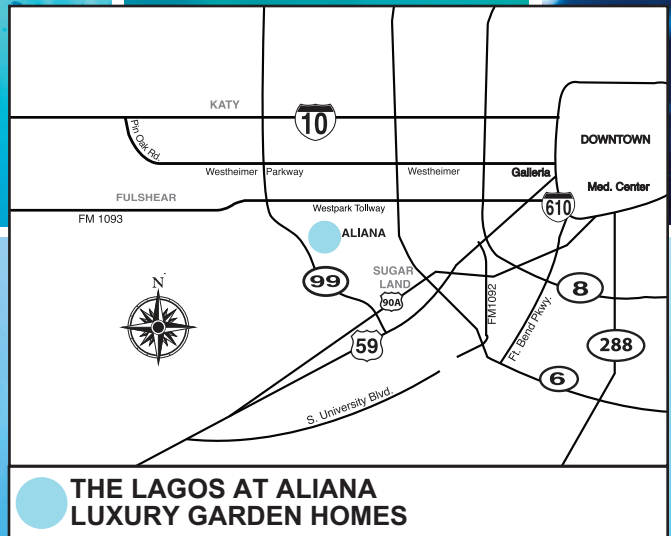 KATY
10
Pin Oak Rd.
DOWNTOWN
Westheimer Parkway
Westheimer
Galleria
Med. Center
FULSHEAR
Westpark Tollway
610
FM 1093
ALIANA
99
SUGAR
LAND
90A
N
8
FM1092
59
Ft. Bend Pkwy.
288
6
S. University Blvd.
THE LAGOS AT ALIANA
LUXURY GARDEN HOMES